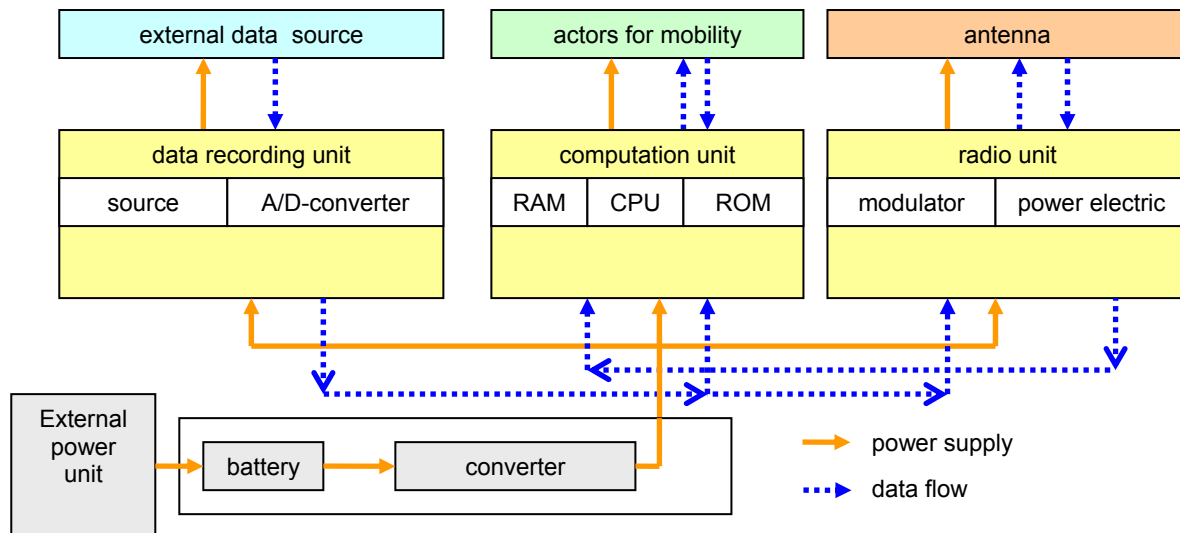 external data source
actors for mobility
antenna
data recording unit
computation unit
radio unit
source
A/D-converter
RAM
CPU
ROM
modulator
power electric
External
power
unit
battery
converter
power supply
data flow